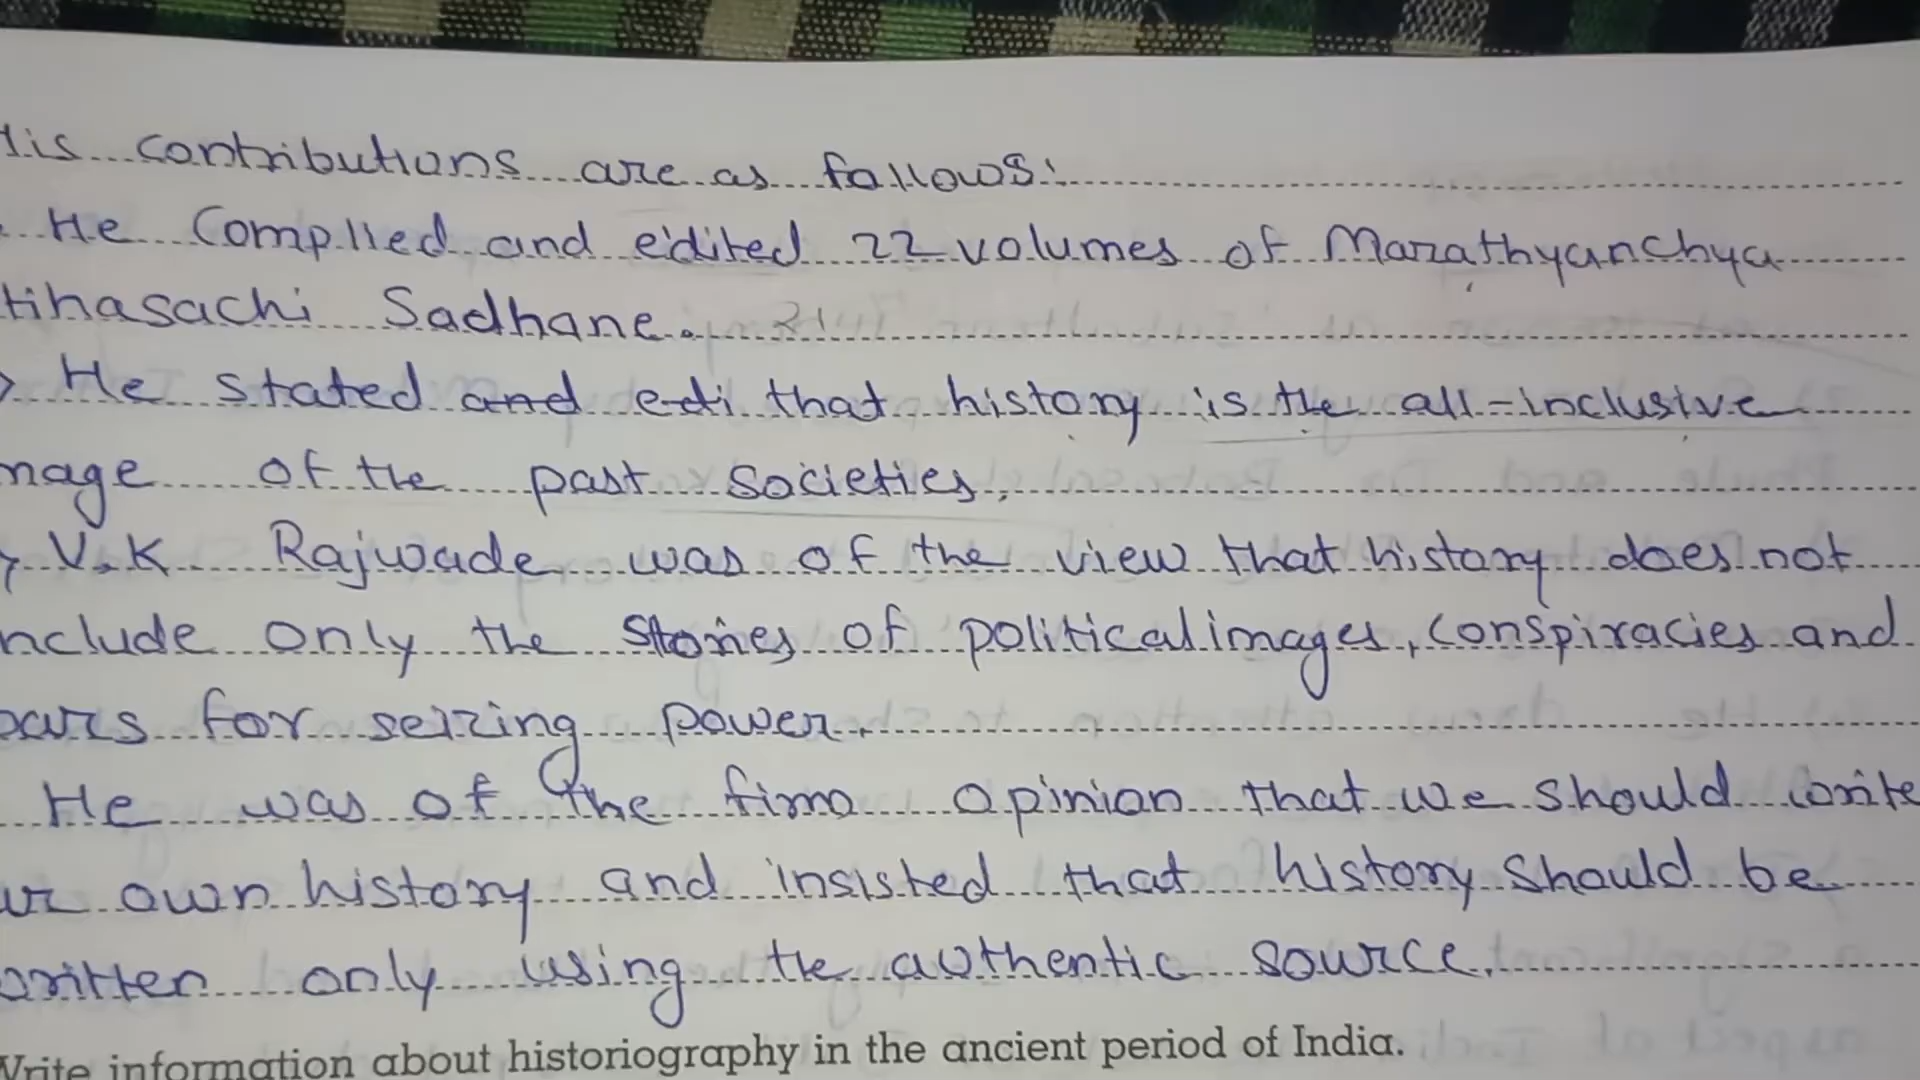 His contributions are as follows:
He Complied and edited 22 volumes of Marathyanchya
itihasachi Sadhane.
He stated and edi that history is the all-inclusive
mage of the past societies.
V.K Rajwade was of the view that history does not
nclude only the stories of political images, conspiracies and
wars for seizing power.
He was of the firm opinion that we should write
ur own history and insisted that history should be
written only using the authentic source.
Write information about historiography in the ancient period of India.